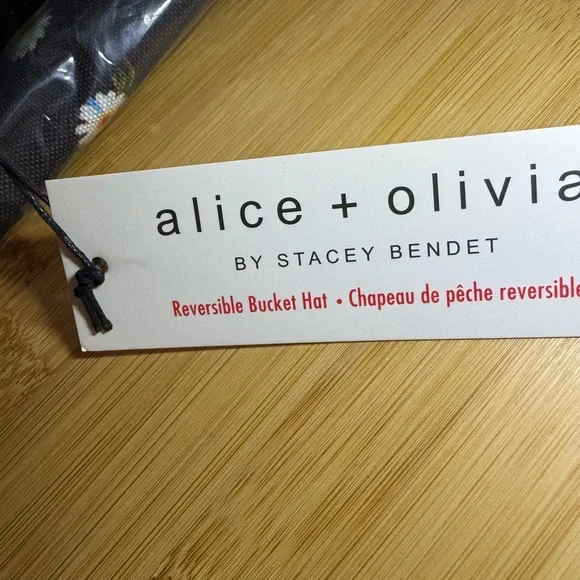 alice + olivia
BY STACEY BENDET
Reversible Bucket Hat • Chapeau de pêche reversible